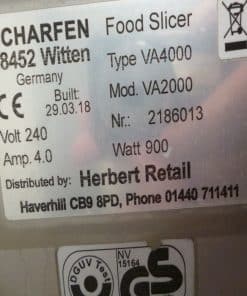 CHARFEN Food Slicer
8452 Witten Type VA4000
Germany
CE Built: Mod. VA2000
29.03.18 Nr.: 2186013
Volt 240
Amp. 4.0 Watt 900
Distributed by: Herbert Retail
Haverhill CB9 8PD, Phone 01440 711411
DGUV Test
NV
15164
GS